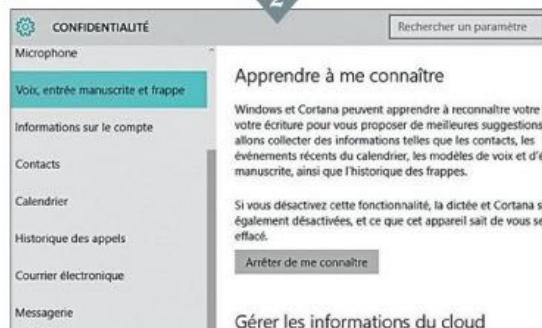 2
CONFIDENTIALITÉ
Rechercher un paramètre
Microphone
Voix, entrée manuscrite et frappe
Informations sur le compte
Contacts
Calendrier
Historique des appels
Courrier électronique
Messagerie
Apprendre à me connaître
Windows et Cortana peuvent apprendre à reconnaître votre
votre écriture pour vous proposer de meilleures suggestions
allons collecter des informations telles que les contacts, les
événements récents du calendrier, les modèles de voix et d'é
manuscrite, ainsi que l'historique des frappes.
Si vous désactivez cette fonctionnalité, la dictée et Cortana s
également désactivées, et ce que cet appareil sait de vous se
effacé.
Arrêter de me connaître
Gérer les informations du cloud